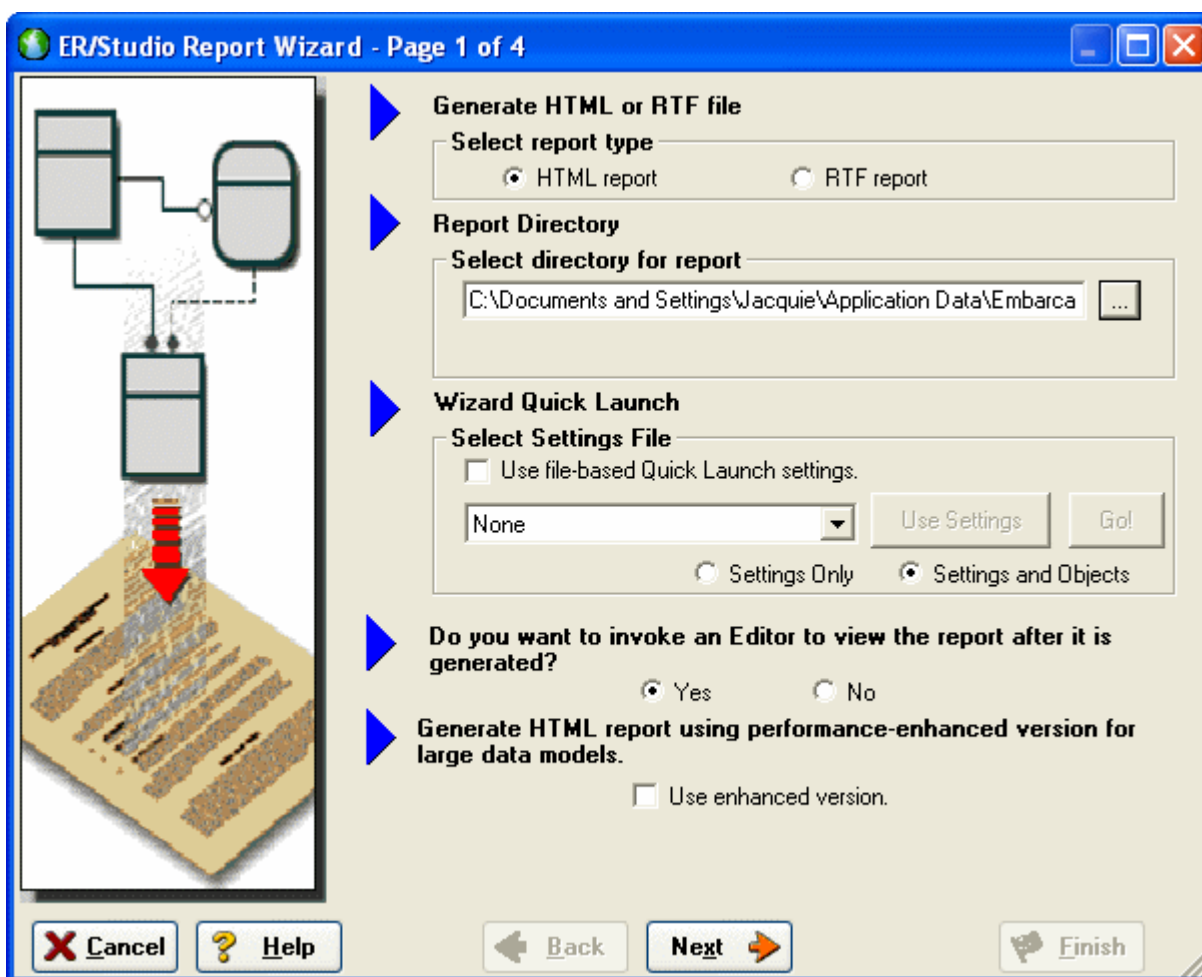 ER/Studio Report Wizard - Page 1 of 4
Generate HTML or RTF file
Select report type
HTML report RTF report
Report Directory
Select directory for report
C:\Documents and Settings\Jacquie\Application Data\Embarca ...
Wizard Quick Launch
Select Settings File
Use file-based Quick Launch settings.
None Use Settings Go!
Settings Only Settings and Objects
Do you want to invoke an Editor to view the report after it is
generated?
Yes No
Generate HTML report using performance-enhanced version for
large data models.
Use enhanced version.
Cancel Help Back Next Finish